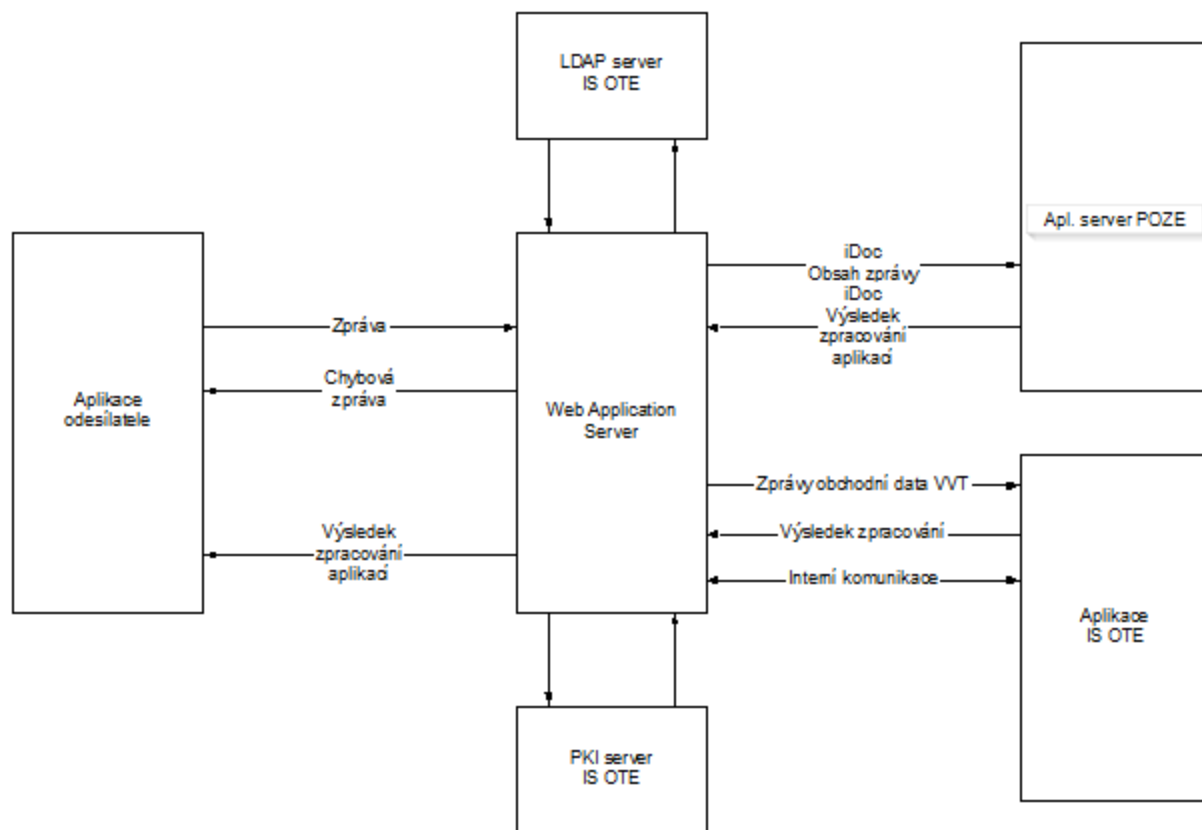 LDAP server
IS OTE
Apl. server POZE
iDoc
Obsah zprávy
iDoc
Výsledek
zpracování
aplikací
Zpráva
Chybová
zpráva
Aplikace
odesílatele
Web Application
Server
Zprávy obchodní data VVT
Výsledek zpracování
Výsledek
zpracování
aplikací
Interní komunikace
Aplikace
IS OTE
PKI server
IS OTE